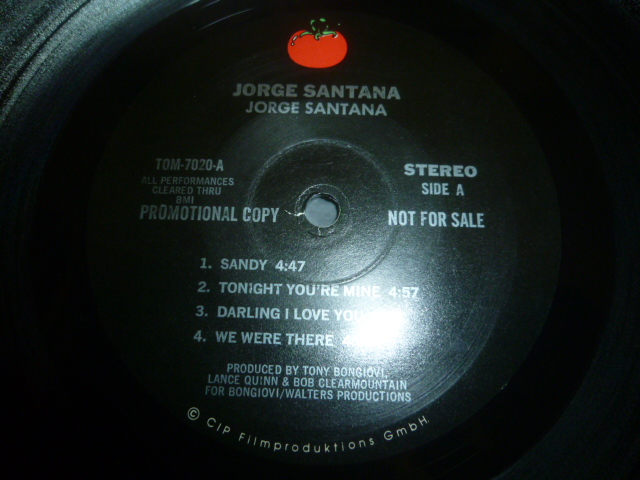 JORGE SANTANA
JORGE SANTANA
TOM-7020-A
ALL PERFORMANCES
CLEARED THRU
BMI
PROMOTIONAL COPY
STEREO
SIDE A
NOT FOR SALE
1. SANDY 4:47
2. TONIGHT YOU'RE MINE 4:57
3. DARLING I LOVE YOU
4. WE WERE THERE
PRODUCED BY TONY BONGIOVI,
LANCE QUINN & BOB CLEARMOUNTAIN
FOR BONGIOVI/WALTERS PRODUCTIONS
© CIP Filmproduktions GmbH.